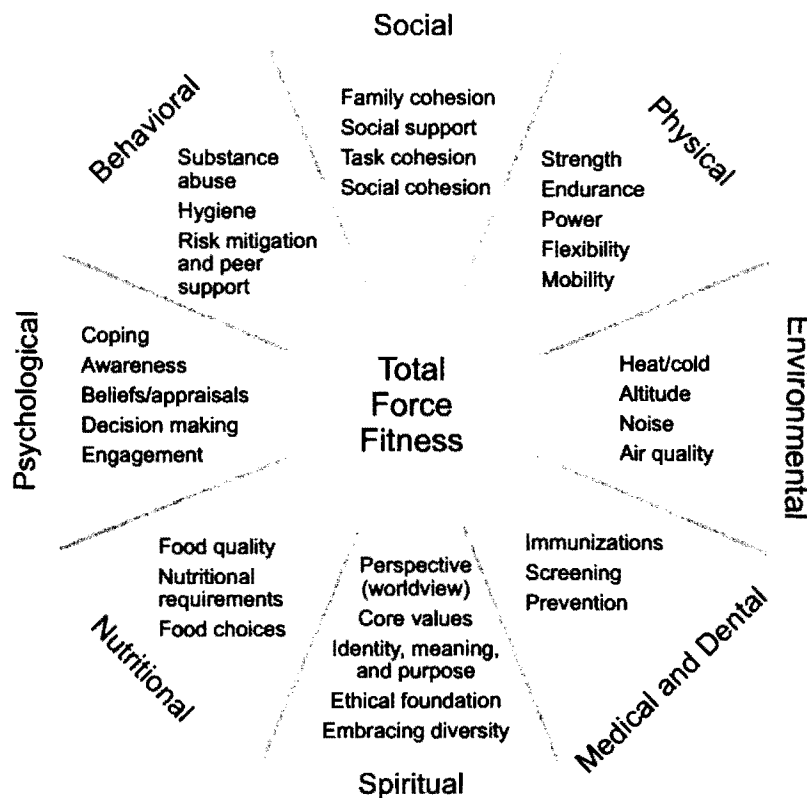 Social
Family cohesion
Social support
Task cohesion
Social cohesion
Physical
Strength
Endurance
Power
Flexibility
Mobility
Environmental
Heat/cold
Altitude
Noise
Air quality
Medical and Dental
Immunizations
Screening
Prevention
Spiritual
Perspective
(worldview)
Core values
Identity, meaning,
and purpose
Ethical foundation
Embracing diversity
Nutritional
Food quality
Nutritional
requirements
Food choices
Psychological
Coping
Awareness
Beliefs/appraisals
Decision making
Engagement
Behavioral
Substance
abuse
Hygiene
Risk mitigation
and peer
support
Total
Force
Fitness